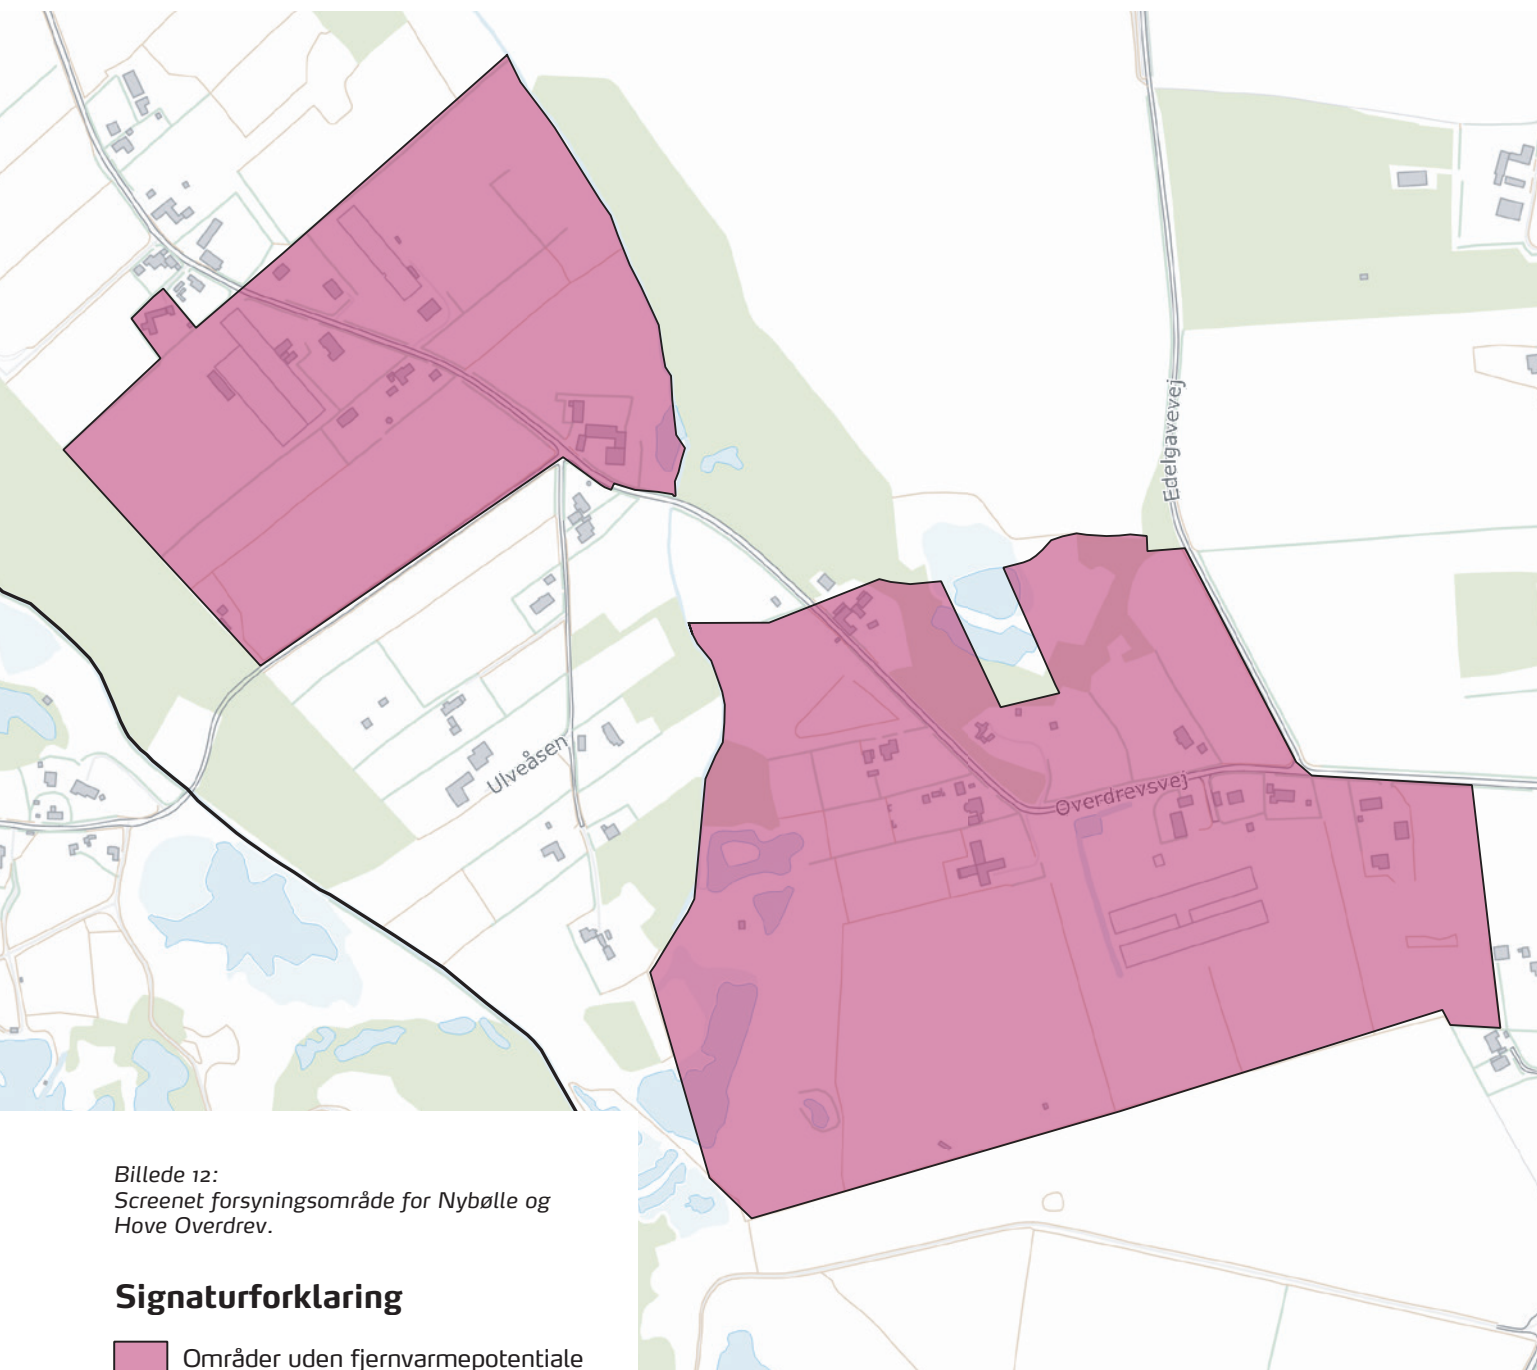 Edelgavevej
Ulveåsen
Overdrevsvej
Billede 12:
Screenet forsyningsområde for Nybølle og
Hove Overdrev.
Signaturforklaring
Områder uden fjernvarmepotentiale